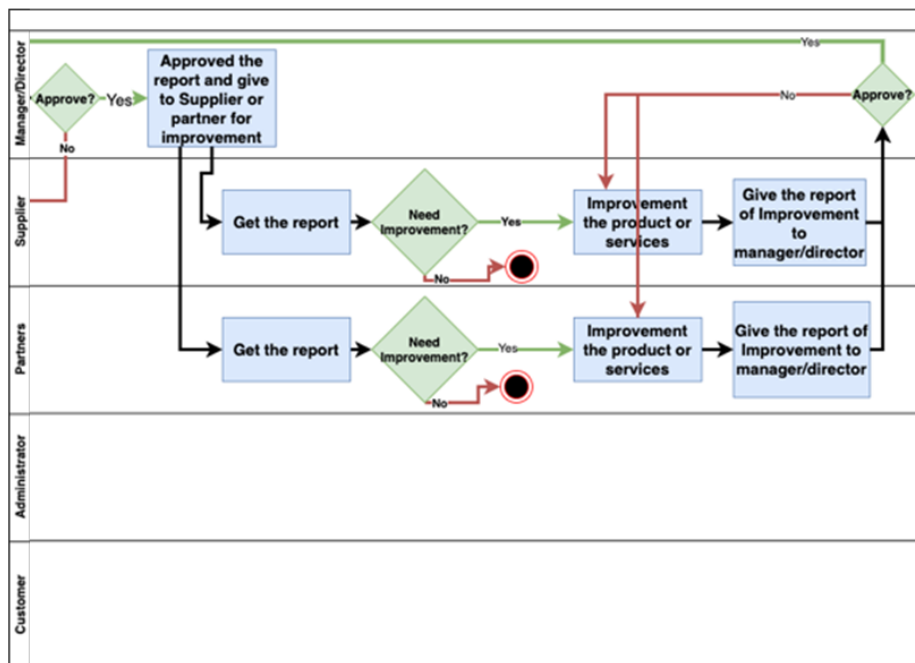 Manager/Director
Approve?
Yes
No
Approved the
report and give
to Supplier or
partner for
improvement
Yes
No
Approve?
Supplier
Get the report
Need
Improvement?
Yes
No
Improvement
the product or
services
Give the report
of Improvement
to
manager/director
Partners
Get the report
Need
Improvement?
Yes
No
Improvement
the product or
services
Give the report of
Improvement to
manager/director
Administrator
Customer